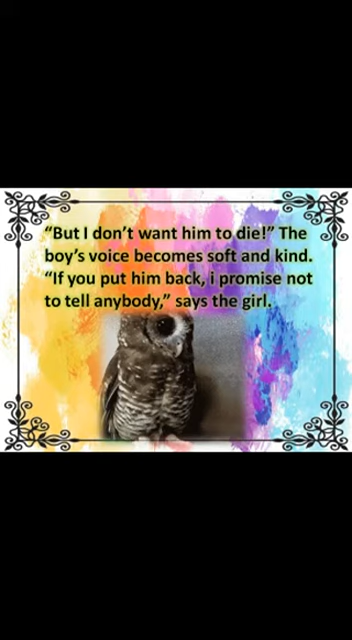 “But I don’t want him to die!” The
boy’s voice becomes soft and kind.
“If you put him back, i promise not
to tell anybody,” says the girl.